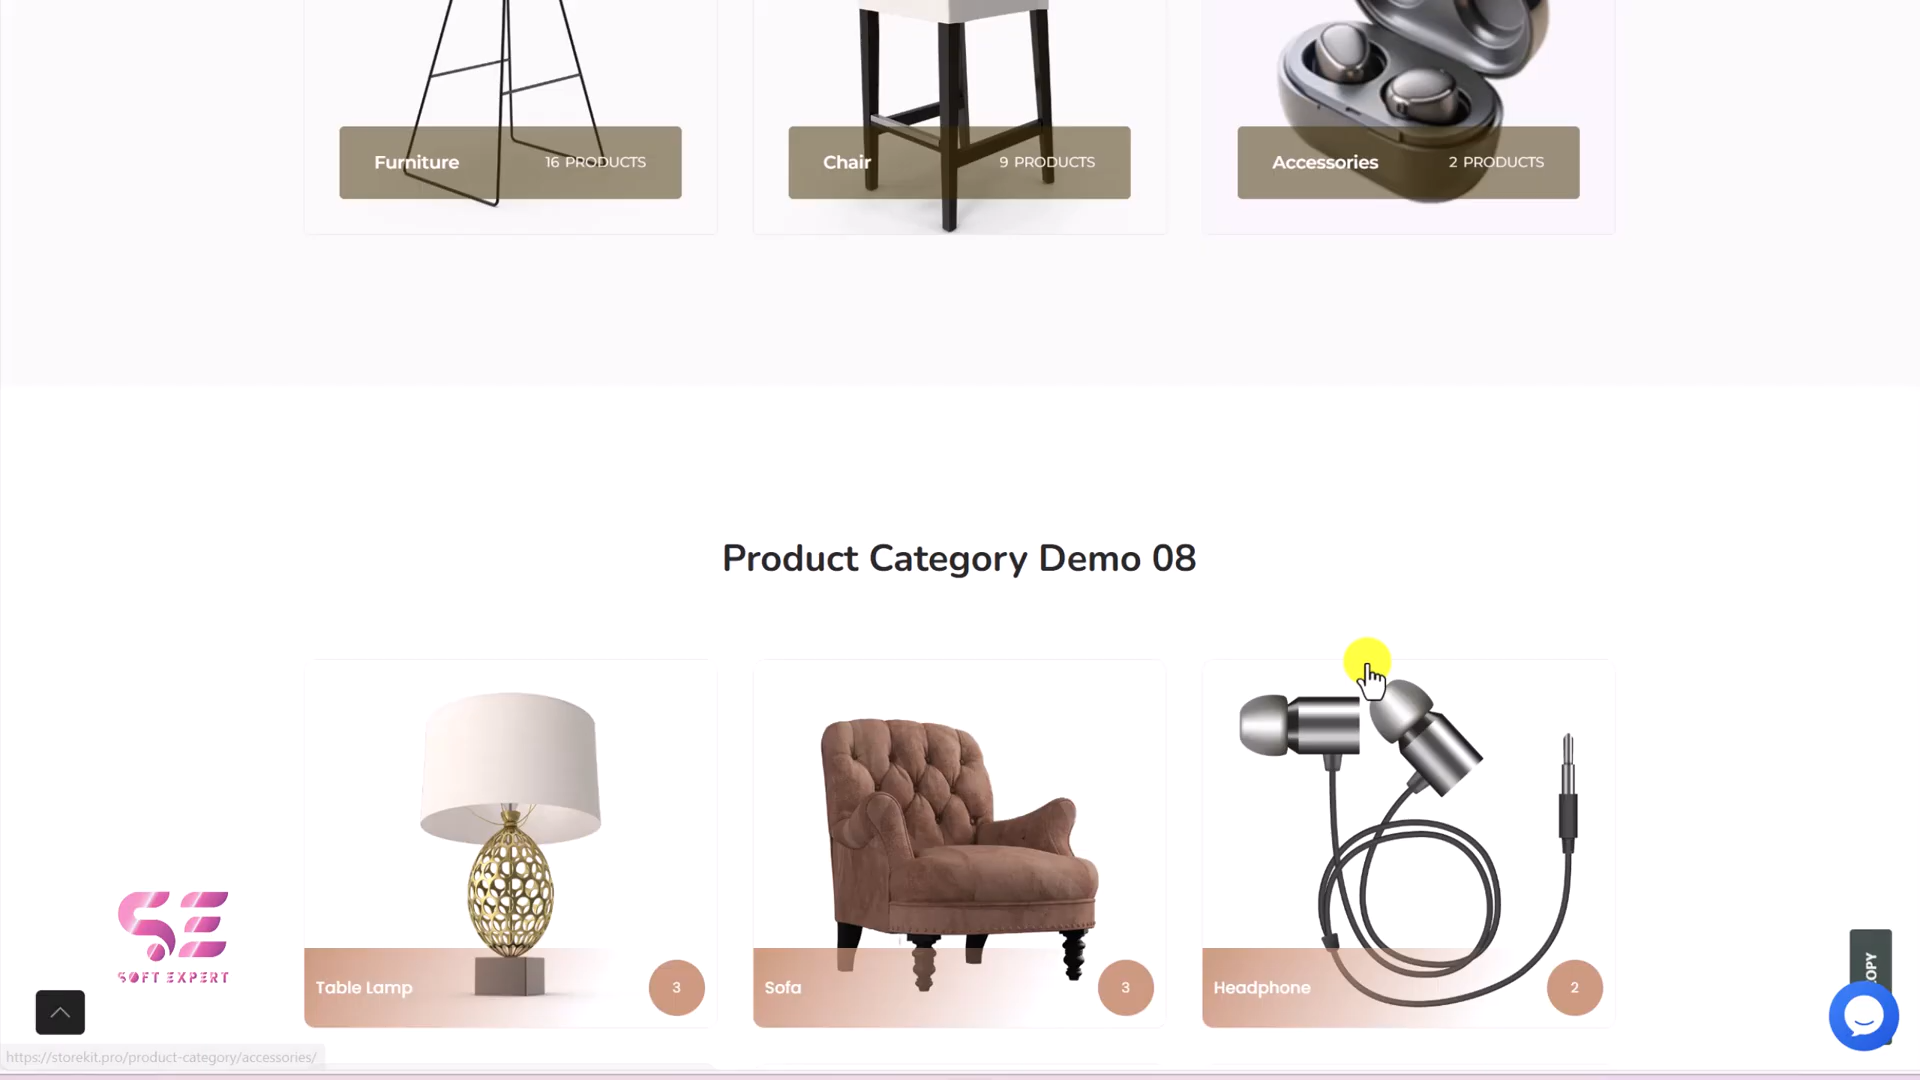 Furniture 16 PRODUCTS
Chair 9 PRODUCTS
Accessories 2 PRODUCTS
Product Category Demo 08
Table Lamp 3
Sofa 3
Headphone 2
SE
SOFT EXPERT
https://storekit.pro/product-category/accessories/